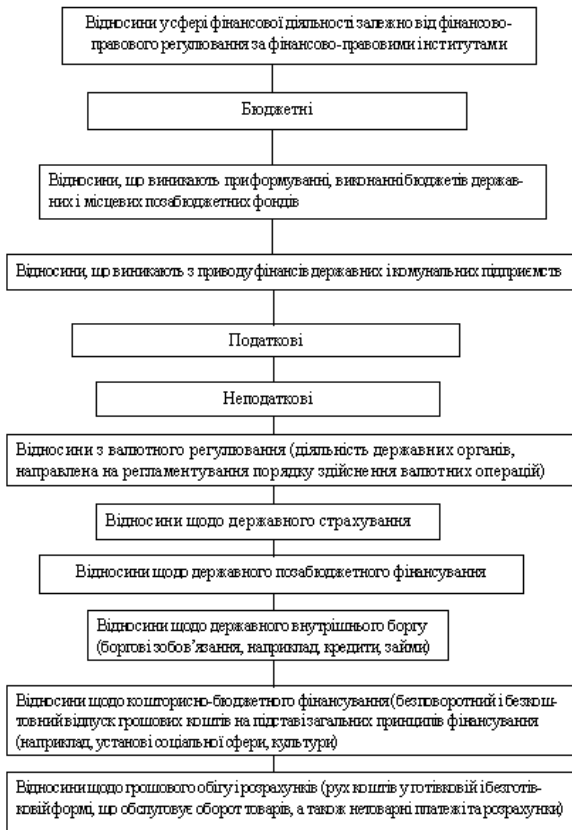 Відносини у сфері фінансової діяльності залежно від фінансово-
правового регулювання за фінансово-правовими інститутами
Бюджетні
Відносини, що виникають при формуванні, виконанні бюджетів держав-
них і місцевих позабюджетних фондів
Відносини, що виникають з приводу фінансів державних і комунальних підприємств
Податкові
Неподаткові
Відносини з валютного регулювання (діяльність державних органів,
направлена на регламентування порядку здійснення валютних операцій)
Відносини щодо державного страхування
Відносини щодо державного позабюджетного фінансування
Відносини щодо державного внутрішнього боргу
(боргові зобов’язання, наприклад, кредити, займи)
Відносини щодо кошторисно-бюджетного фінансування (безповоротний і безкош-
товний відпуск грошових коштів на підставі загальних принципів фінансування
(наприклад, установі соціальної сфери, культури)
Відносини щодо грошового обігу і розрахунків (рух коштів у готівковій і безготів-
ковій формі, що обслуговує оборот товарів, а також нетоварні платежі та розрахунки)